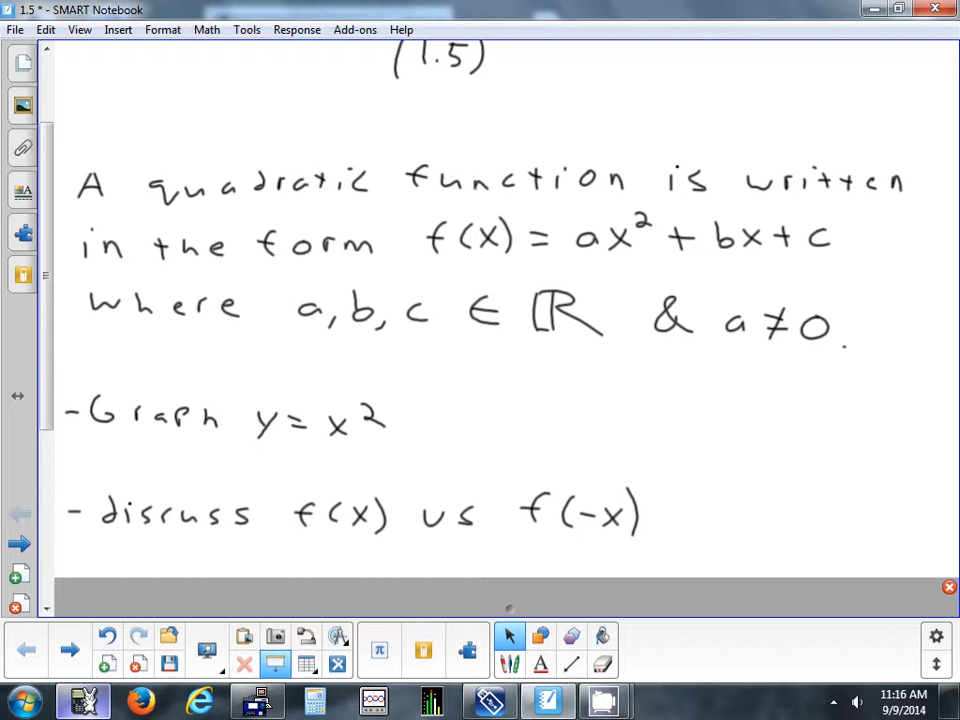 1.5 * - SMART Notebook
File Edit View Insert Format Math Tools Response Add-ons Help
(1.5)
A quadratic function is written
in the form f(x) = ax² + bx + c
where a, b, c ∈ ℝ & a ≠ 0.
- Graph y = x²
- discuss f(x) vs f(-x)
11:16 AM
9/9/2014